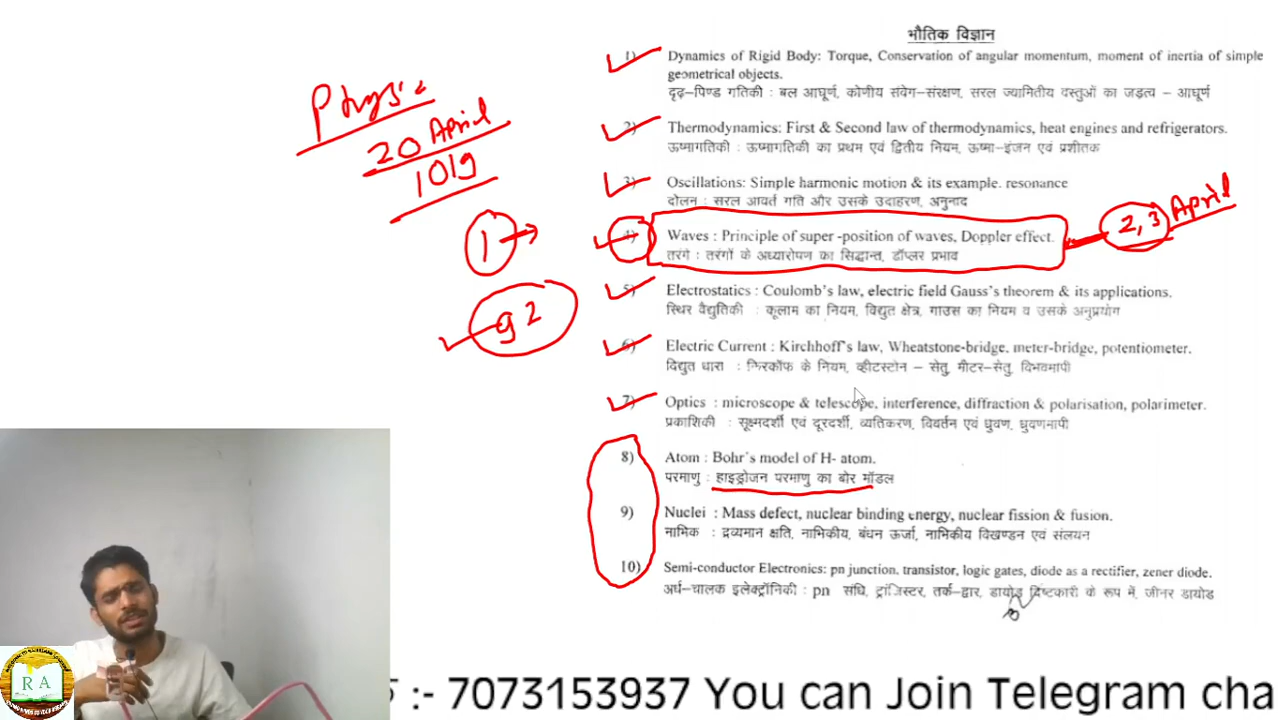 भौतिक विज्ञान
1) Dynamics of Rigid Body: Torque, Conservation of angular momentum, moment of inertia of simple
geometrical objects.
दृढ़–पिण्ड गतिकी : बल आघूर्ण, कोणीय संवेग-संरक्षण, सरल ज्यामितीय वस्तुओं का जड़त्व – आघूर्ण
2) Thermodynamics: First & Second law of thermodynamics, heat engines and refrigerators.
ऊष्मागतिकी : ऊष्मागतिकी का प्रथम एवं द्वितीय नियम, ऊष्मा-इंजन एवं प्रशीतक
3) Oscillations: Simple harmonic motion & its example. resonance
दोलन : सरल आवर्त गति और उसके उदाहरण, अनुनाद
4) Waves : Principle of super -position of waves, Doppler effect.
तरंगे : तरंगों के अध्यारोपण का सिद्धान्त, डॉप्लर प्रभाव
5) Electrostatics : Coulomb's law, electric field Gauss's theorem & its applications.
स्थिर वैद्युतिकी : कूलाम का नियम, विद्युत क्षेत्र, गाउस का नियम व उसके अनुप्रयोग
6) Electric Current : Kirchhoff's law, Wheatstone-bridge, meter-bridge, potentiometer.
विद्युत धारा : किरकॉफ के नियम, व्हीटस्टोन – सेतु, मीटर-सेतु, विभवमापी
7) Optics : microscope & telescope, interference, diffraction & polarisation, polarimeter.
प्रकाशिकी : सूक्ष्मदर्शी एवं दूरदर्शी, व्यतिकरण, विवर्तन एवं ध्रुवण, ध्रुवणमापी
8) Atom : Bohr's model of H- atom.
परमाणु : हाइड्रोजन परमाणु का बोर मॉडल
9) Nuclei : Mass defect, nuclear binding energy, nuclear fission & fusion.
नाभिक : द्रव्यमान क्षति, नाभिकीय, बंधन ऊर्जा, नाभिकीय विखण्डन एवं संलयन
10) Semi-conductor Electronics: pn junction, transistor, logic gates, diode as a rectifier, zener diode.
अर्ध–चालक इलेक्ट्रॉनिकी : pn संधि, ट्रांजिस्टर, तर्क–द्वार, डायोड दिष्टकारी के रूप में, जीनर डायोड
Physics
20 April
1019
1
92
2, 3 April
R A
:- 7073153937 You can Join Telegram cha